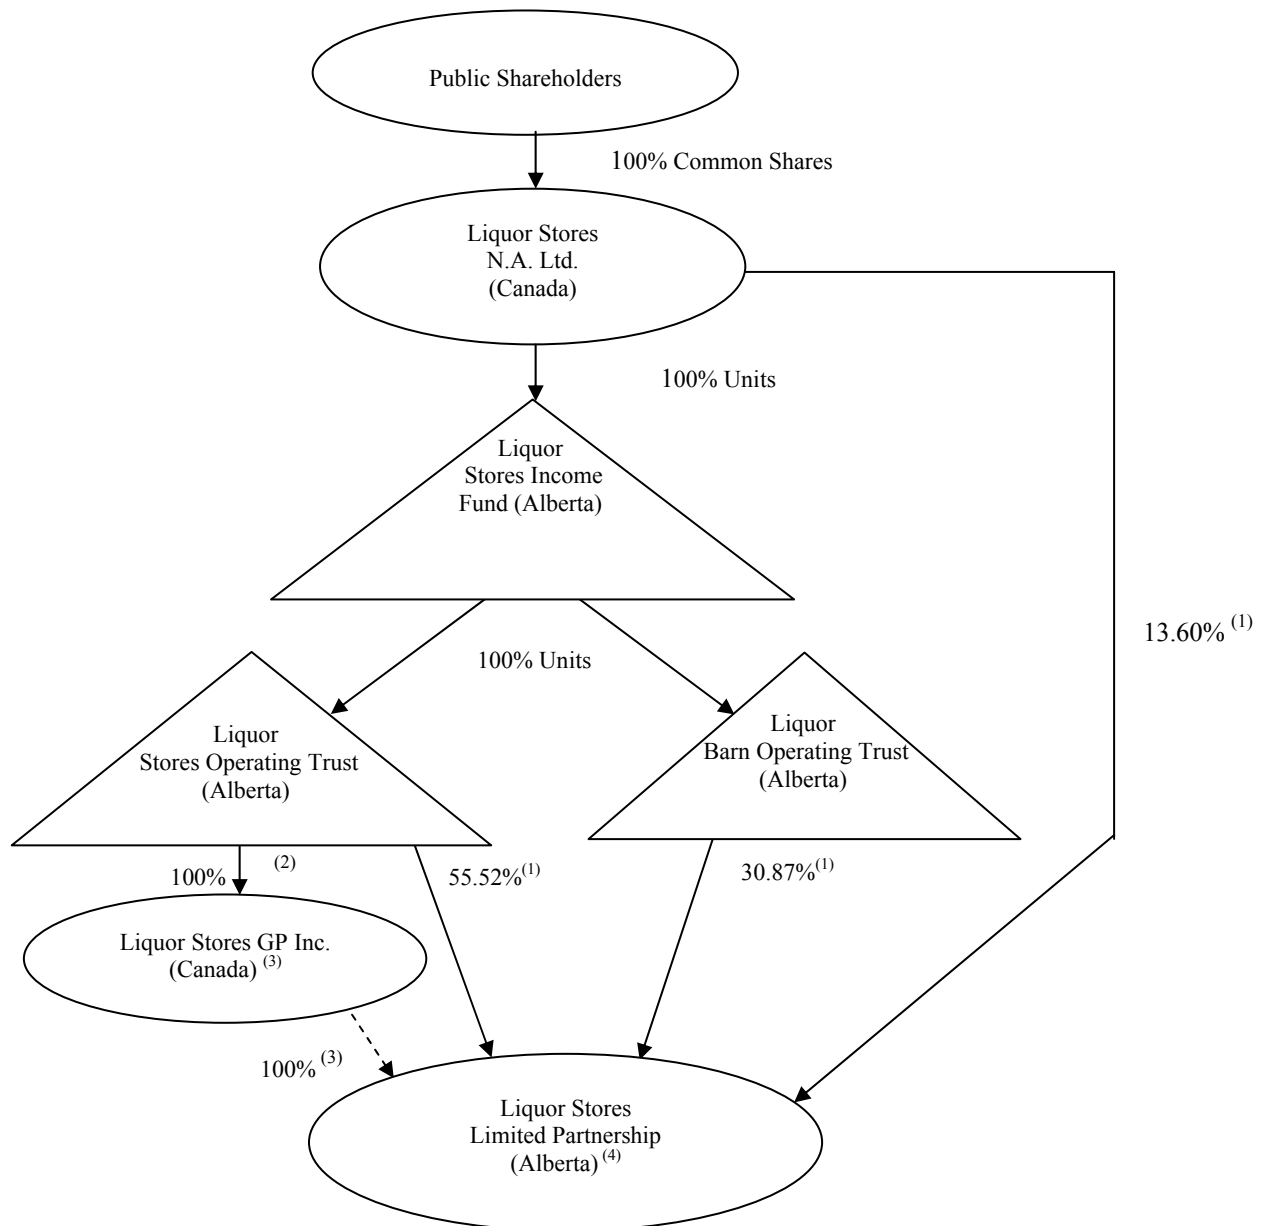 Public Shareholders
100% Common Shares
Liquor Stores
N.A. Ltd.
(Canada)
100% Units
Liquor
Stores Income
Fund (Alberta)
13.60% (1)
100% Units
Liquor
Stores Operating Trust
(Alberta)
Liquor
Barn Operating Trust
(Alberta)
100% (2)
55.52%(1)
30.87%(1)
Liquor Stores GP Inc.
(Canada) (3)
100% (3)
Liquor Stores
Limited Partnership
(Alberta) (4)